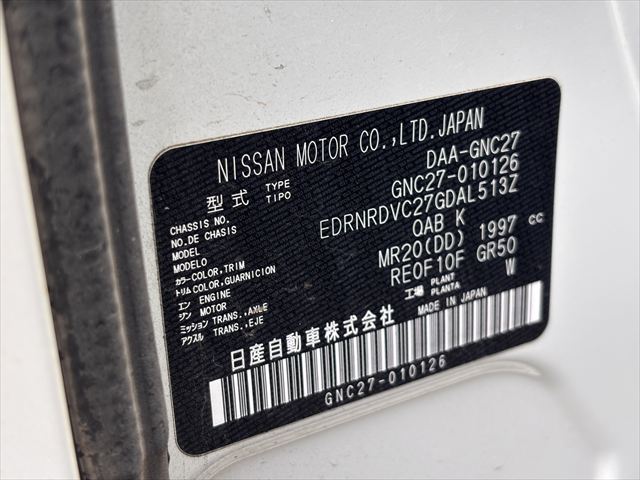 NISSAN MOTOR CO.,LTD.JAPAN
型式 TYPE TIPO DAA-GNC27
CHASSIS NO. NO.DE CHASIS GNC27-010126
MODEL MODELO EDRNRDVC27GDAL513Z
カラー COLOR,TRIM トリム COLOR,GUARNICION QAB K
エン ENGINE ジン MOTOR MR20(DD) 1997 cc
ミッション TRANS.,AXLE アクスル TRANS.,EJE RE0F10F GR50
工場 PLANT PLANTA W
日産自動車株式会社 MADE IN JAPAN
GNC27-010126